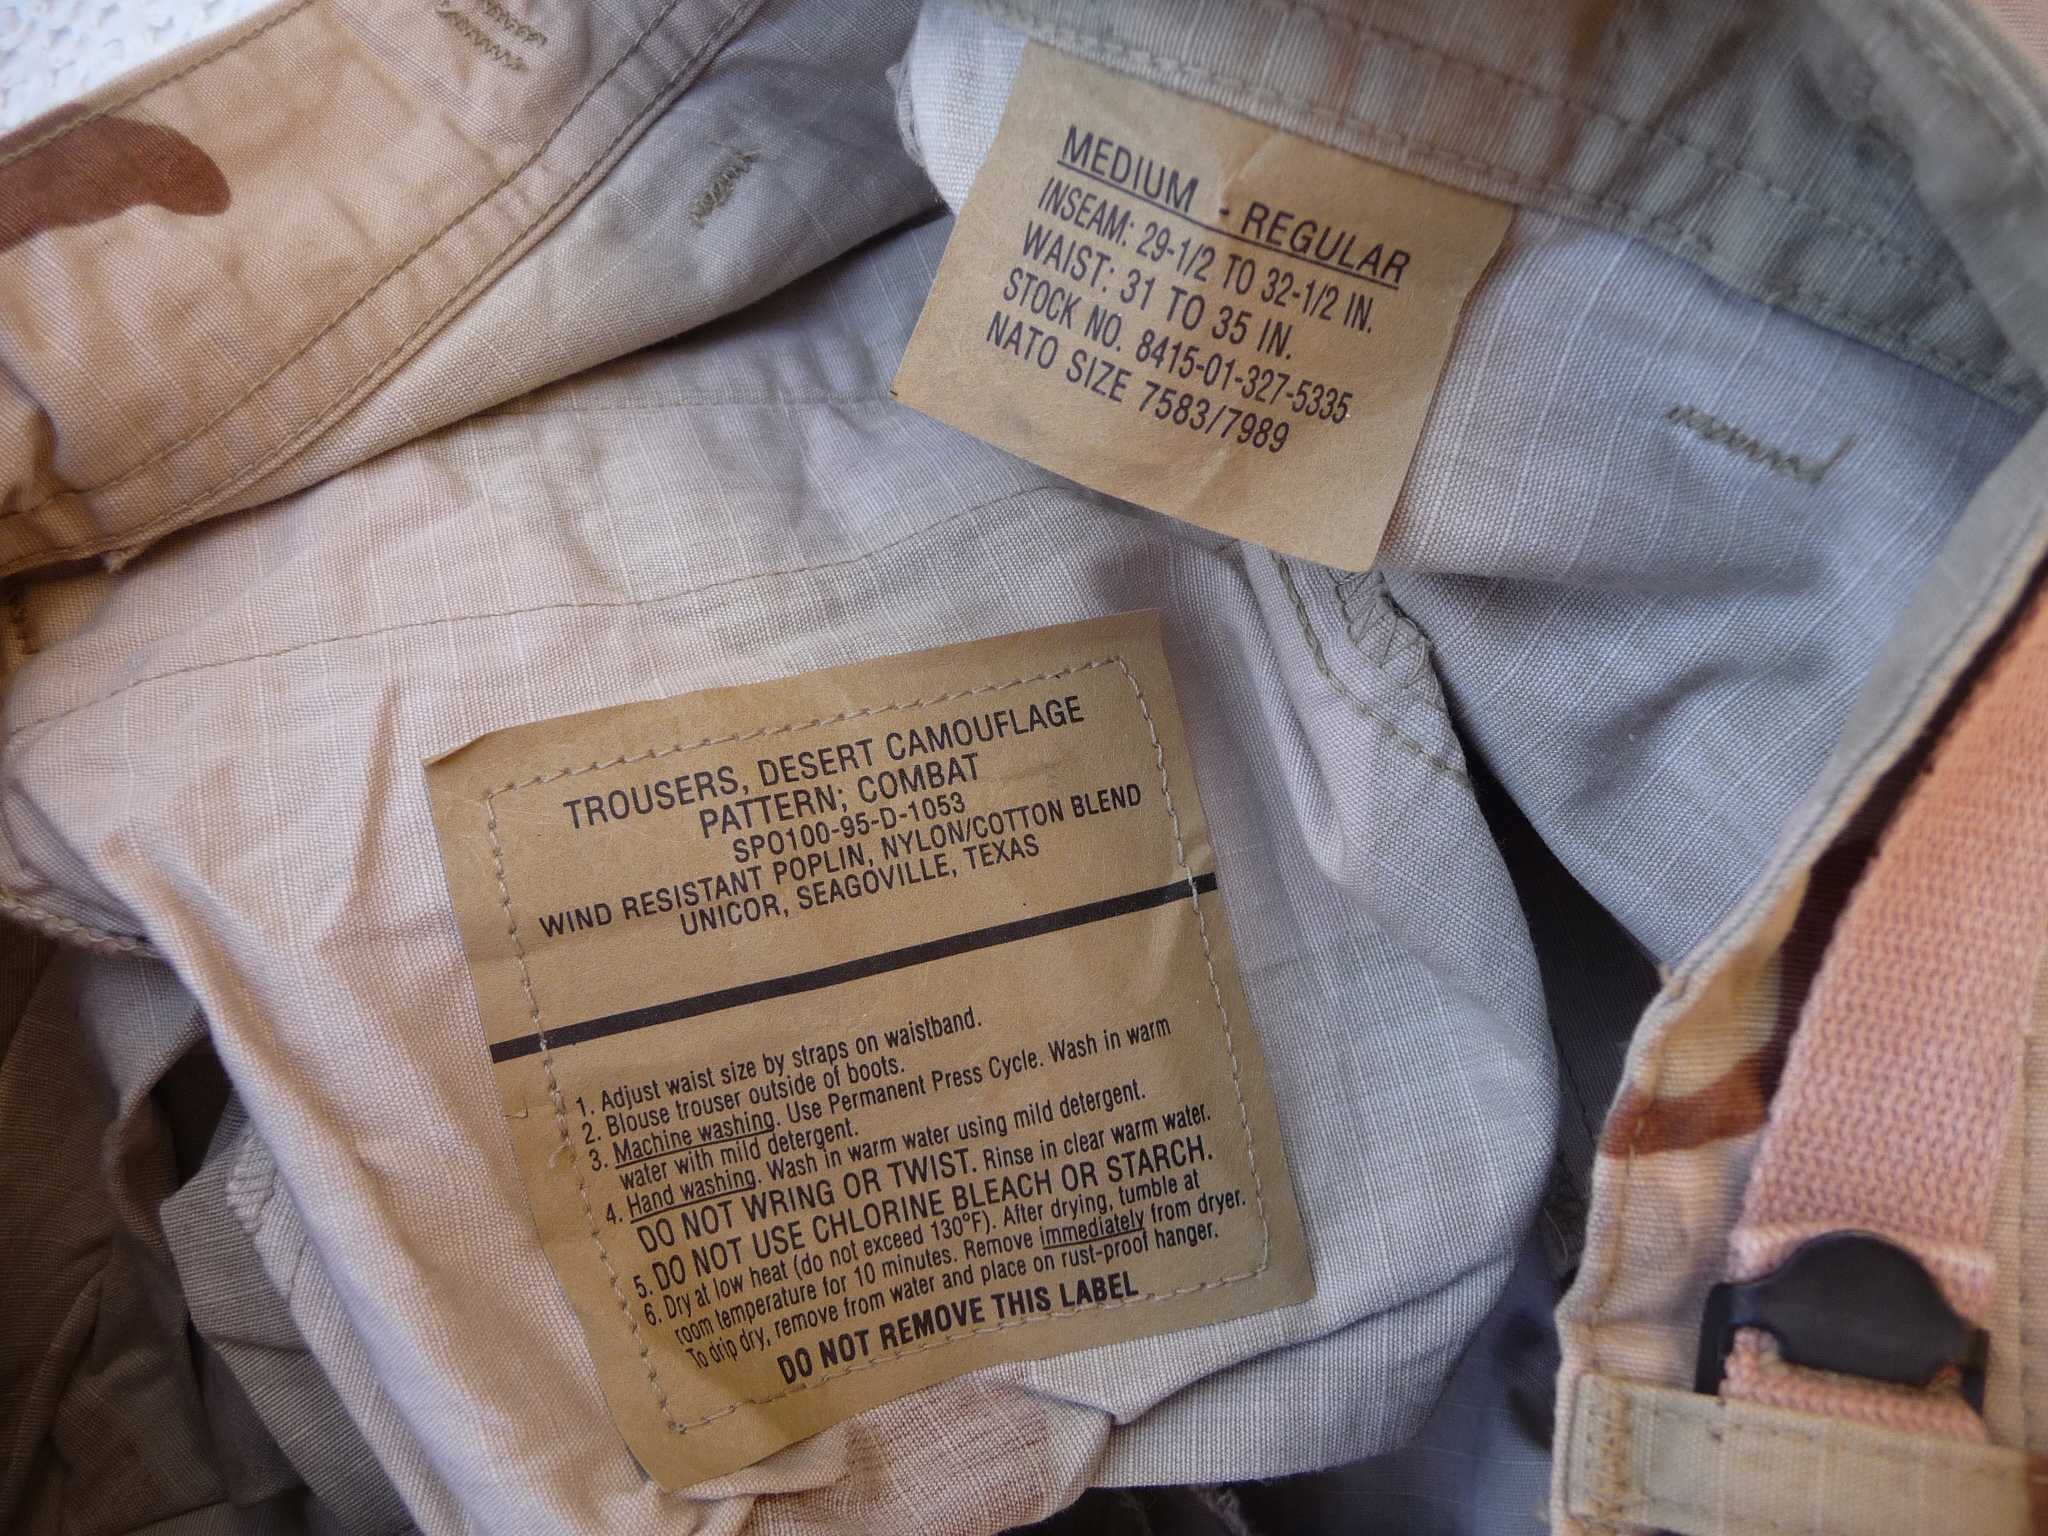 MEDIUM - REGULAR
INSEAM: 29-1/2 TO 32-1/2 IN.
WAIST: 31 TO 35 IN.
STOCK NO. 8415-01-327-5335
NATO SIZE 7583/7989
TROUSERS, DESERT CAMOUFLAGE
PATTERN; COMBAT
SPO100-95-D-1053
WIND RESISTANT POPLIN, NYLON/COTTON BLEND
UNICOR, SEAGOVILLE, TEXAS
1. Adjust waist size by straps on waistband.
2. Blouse trouser outside of boots.
3. Machine washing. Use Permanent Press Cycle. Wash in warm
water with mild detergent.
4. Hand washing. Wash in warm water using mild detergent.
DO NOT WRING OR TWIST. Rinse in clear warm water.
5. DO NOT USE CHLORINE BLEACH OR STARCH.
6. Dry at low heat (do not exceed 130°F). After drying, tumble at
room temperature for 10 minutes. Remove immediately from dryer.
To drip dry, remove from water and place on rust-proof hanger.
DO NOT REMOVE THIS LABEL